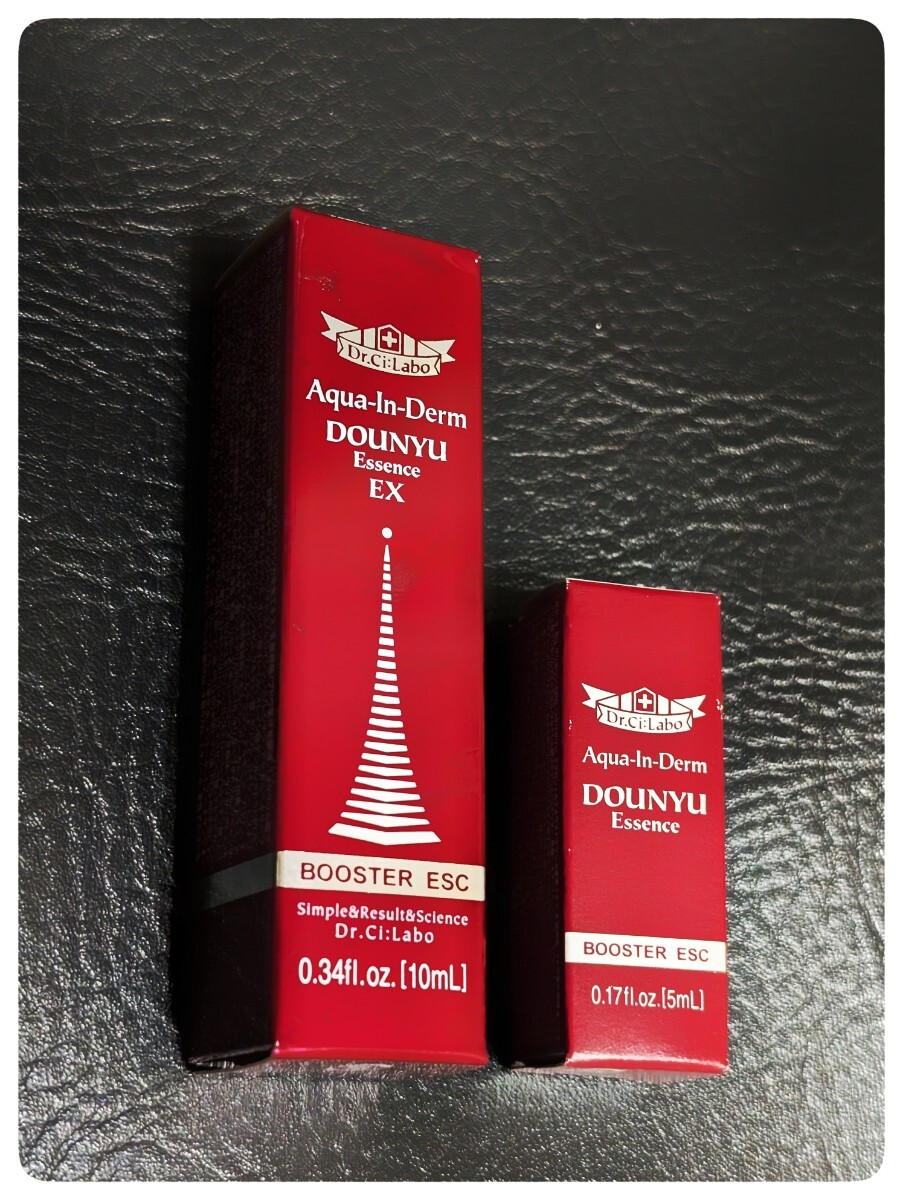 Dr.Ci:Labo
Aqua-In-Derm
DOUNYU
Essence
EX
BOOSTER ESC
Simple&Result&Science
Dr.Ci:Labo
0.34fl.oz.[10mL]
Dr.Ci:Labo
Aqua-In-Derm
DOUNYU
Essence
BOOSTER ESC
0.17fl.oz.[5mL]